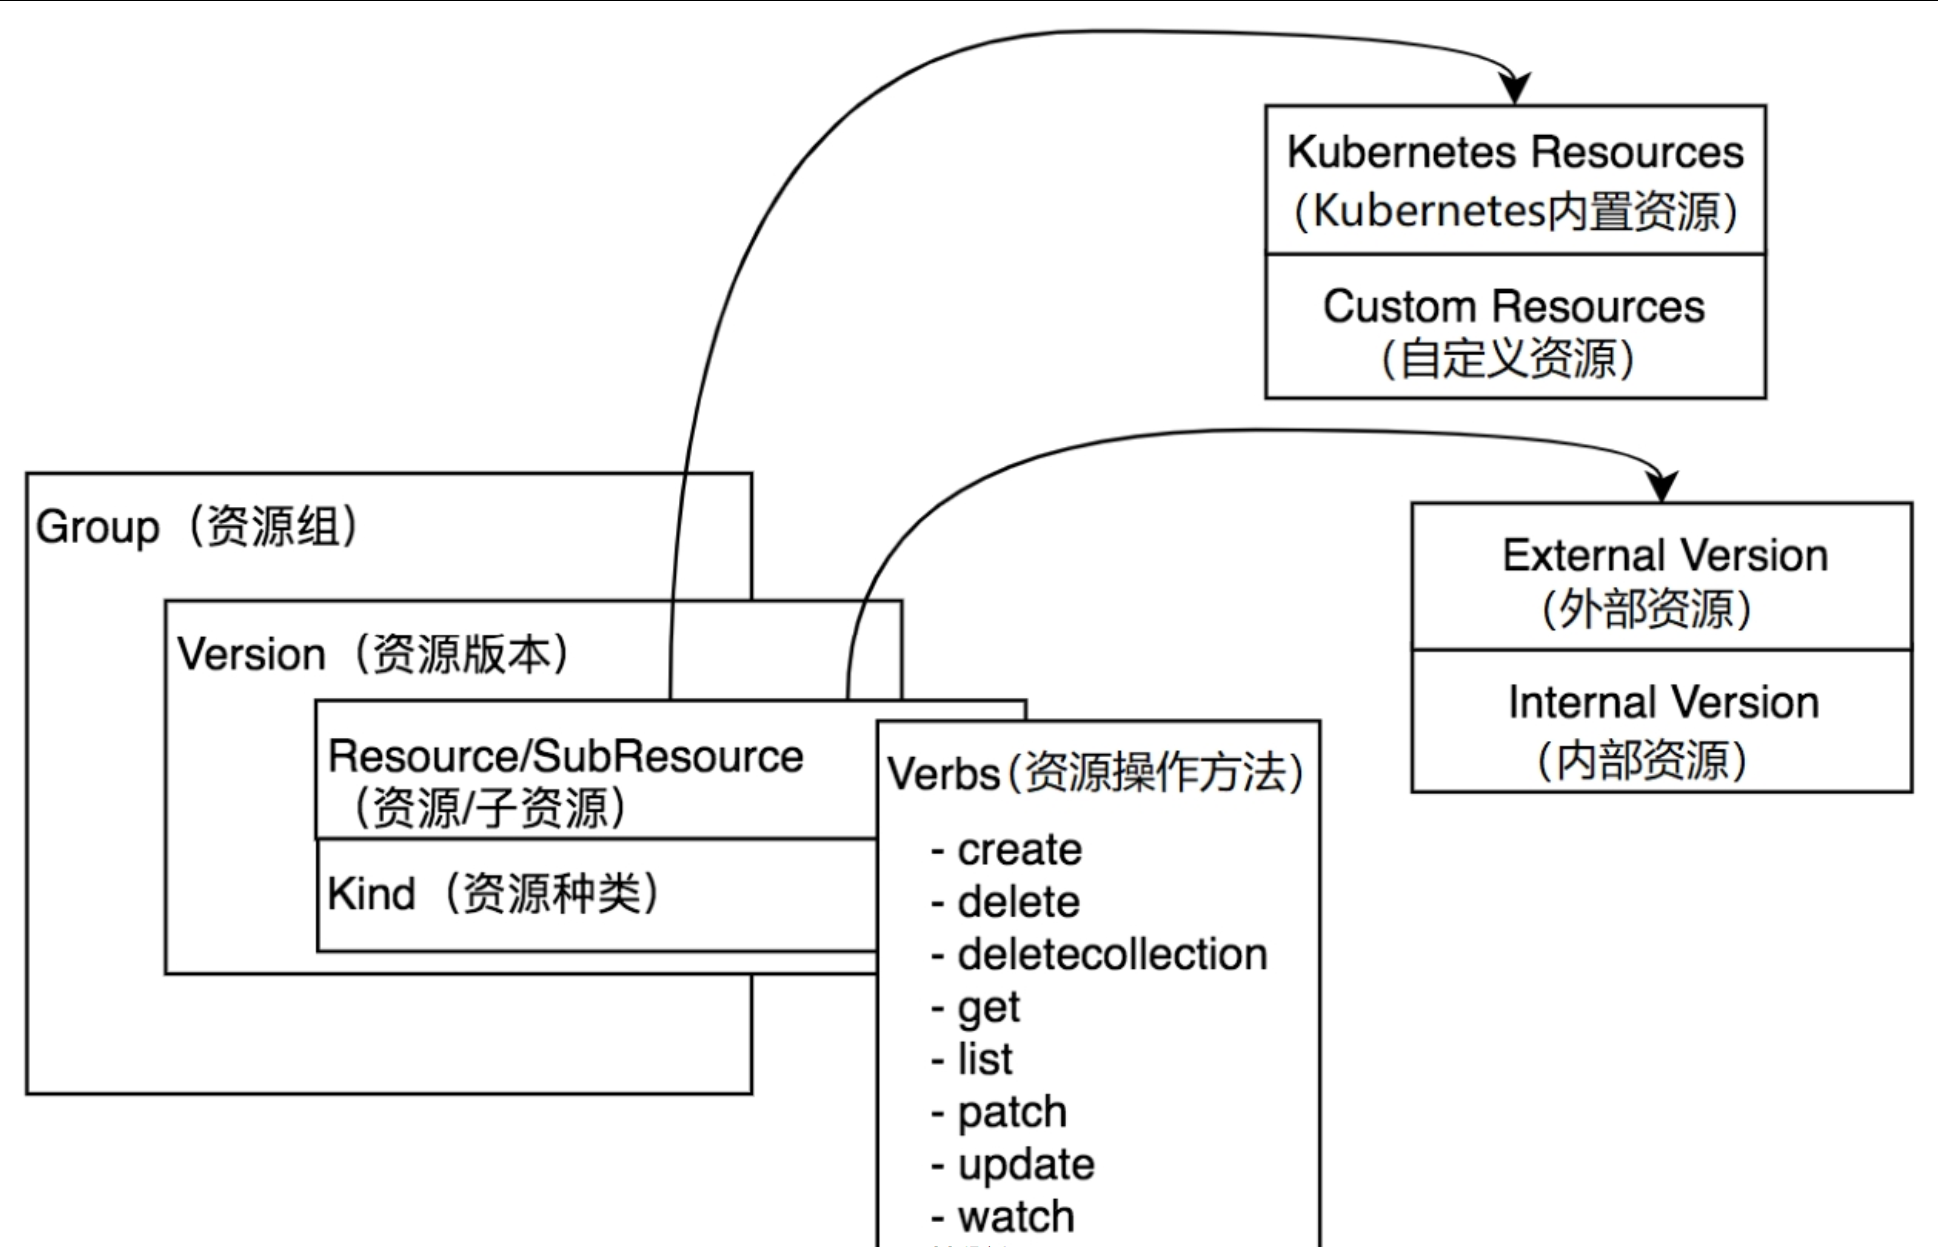 Kubernetes Resources
（Kubernetes内置资源）
Custom Resources
（自定义资源）
Group（资源组）
External Version
（外部资源）
Version（资源版本）
Internal Version
（内部资源）
Resource/SubResource
（资源/子资源）
Kind（资源种类）
Verbs（资源操作方法）
- create
- delete
- deletecollection
- get
- list
- patch
- update
- watch